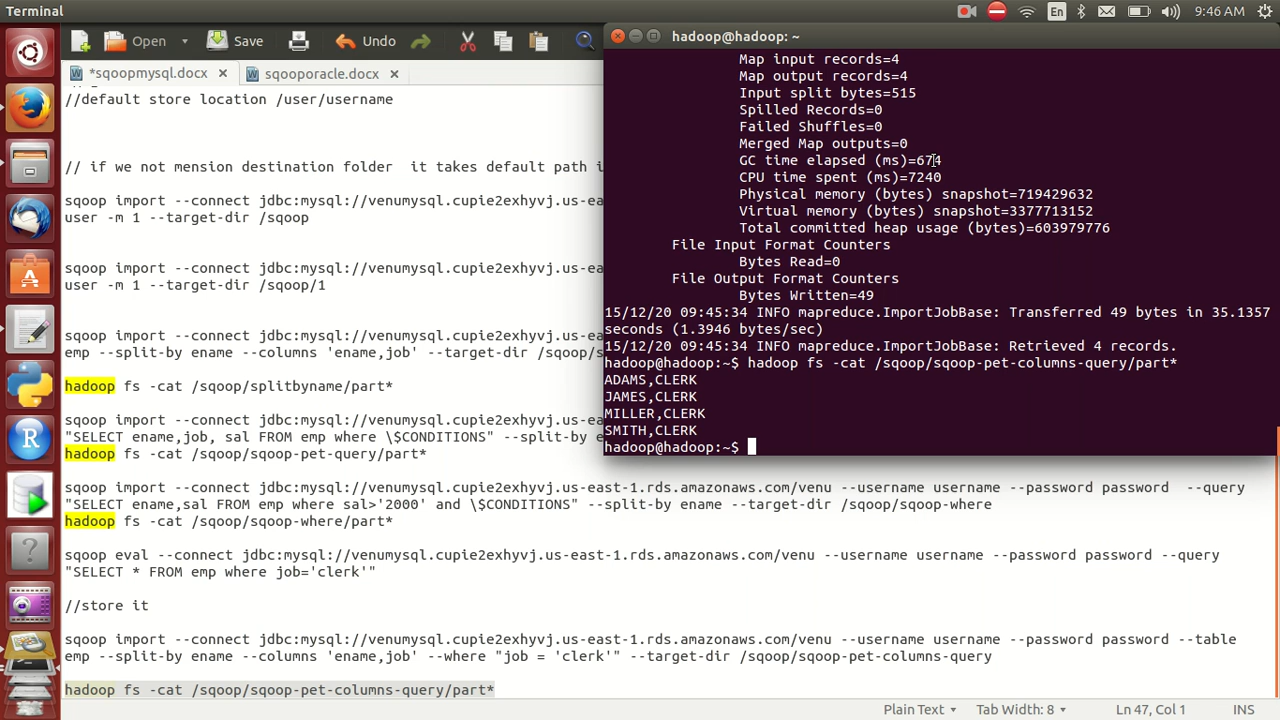 Terminal
En
9:46 AM
Open
Save
Undo
*sqoopmysql.docx
sqooporacle.docx
//default store location /user/username
// if we not mension destination folder  it takes default path i
sqoop import --connect jdbc:mysql://venumysql.cupie2exhyvj.us-ea
user -m 1 --target-dir /sqoop
sqoop import --connect jdbc:mysql://venumysql.cupie2exhyvj.us-ea
user -m 1 --target-dir /sqoop/1
sqoop import --connect jdbc:mysql://venumysql.cupie2exhyvj.us-ea
emp --split-by ename --columns 'ename,job' --target-dir /sqoop/s
hadoop fs -cat /sqoop/splitbyname/part*
sqoop import --connect jdbc:mysql://venumysql.cupie2exhyvj.us-ea
"SELECT ename,job, sal FROM emp where \$CONDITIONS" --split-by e
hadoop fs -cat /sqoop/sqoop-pet-query/part*
sqoop import --connect jdbc:mysql://venumysql.cupie2exhyvj.us-east-1.rds.amazonaws.com/venu --username username --password password  --query
"SELECT ename,sal FROM emp where sal>'2000' and \$CONDITIONS" --split-by ename --target-dir /sqoop/sqoop-where
hadoop fs -cat /sqoop/sqoop-where/part*
sqoop eval --connect jdbc:mysql://venumysql.cupie2exhyvj.us-east-1.rds.amazonaws.com/venu --username username --password password --query
"SELECT * FROM emp where job='clerk'"
//store it
sqoop import --connect jdbc:mysql://venumysql.cupie2exhyvj.us-east-1.rds.amazonaws.com/venu --username username --password password --table
emp --split-by ename --columns 'ename,job' --where "job = 'clerk'" --target-dir /sqoop/sqoop-pet-columns-query
hadoop fs -cat /sqoop/sqoop-pet-columns-query/part*
Plain Text
Tab Width: 8
Ln 47, Col 1
INS
hadoop@hadoop: ~
Map input records=4
Map output records=4
Input split bytes=515
Spilled Records=0
Failed Shuffles=0
Merged Map outputs=0
GC time elapsed (ms)=674
CPU time spent (ms)=7240
Physical memory (bytes) snapshot=719429632
Virtual memory (bytes) snapshot=3377713152
Total committed heap usage (bytes)=603979776
File Input Format Counters
Bytes Read=0
File Output Format Counters
Bytes Written=49
15/12/20 09:45:34 INFO mapreduce.ImportJobBase: Transferred 49 bytes in 35.1357
seconds (1.3946 bytes/sec)
15/12/20 09:45:34 INFO mapreduce.ImportJobBase: Retrieved 4 records.
hadoop@hadoop:~$ hadoop fs -cat /sqoop/sqoop-pet-columns-query/part*
ADAMS,CLERK
JAMES,CLERK
MILLER,CLERK
SMITH,CLERK
hadoop@hadoop:~$